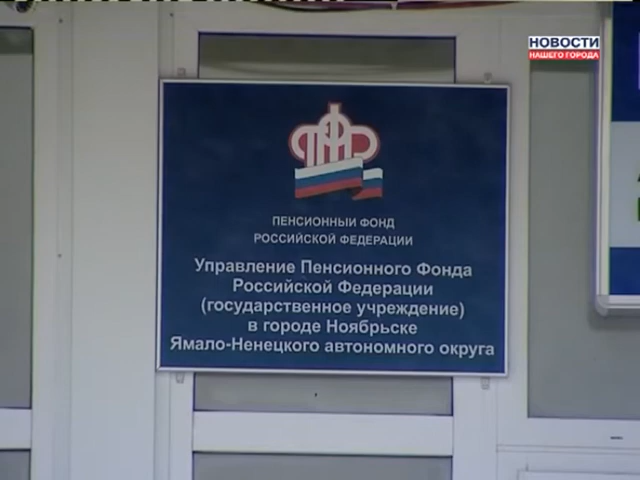 НОВОСТИ
НАШЕГО ГОРОДА
ПЕНСИОННЫЙ ФОНД
РОССИЙСКОЙ ФЕДЕРАЦИИ
Управление Пенсионного Фонда
Российской Федерации
(государственное учреждение)
в городе Ноябрьске
Ямало-Ненецкого автономного округа